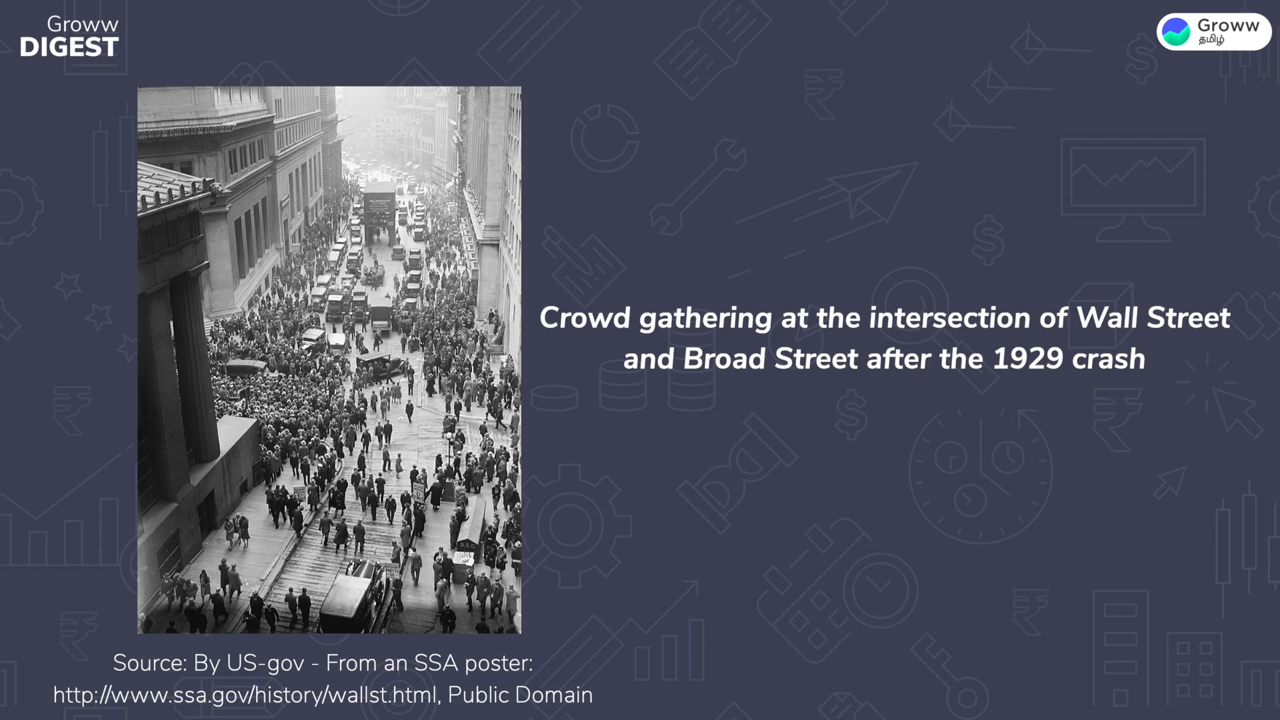 Groww
DIGEST
Groww
தமிழ்
Crowd gathering at the intersection of Wall Street
and Broad Street after the 1929 crash
Source: By US-gov - From an SSA poster:
http://www.ssa.gov/history/wallst.html, Public Domain